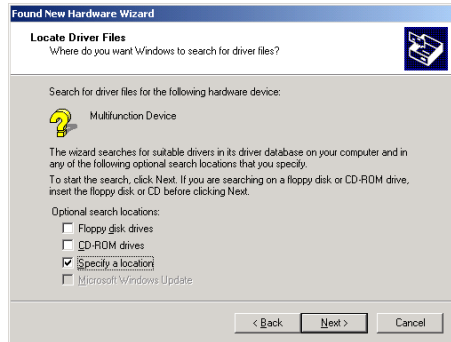 Found New Hardware Wizard
Locate Driver Files
Where do you want Windows to search for driver files?
Search for driver files for the following hardware device:
Multifunction Device
The wizard searches for suitable drivers in its driver database on your computer and in
any of the following optional search locations that you specify.
To start the search, click Next. If you are searching on a floppy disk or CD-ROM drive,
insert the floppy disk or CD before clicking Next.
Optional search locations:
Floppy disk drives
CD-ROM drives
Specify a location
Microsoft Windows Update
< Back
Next >
Cancel